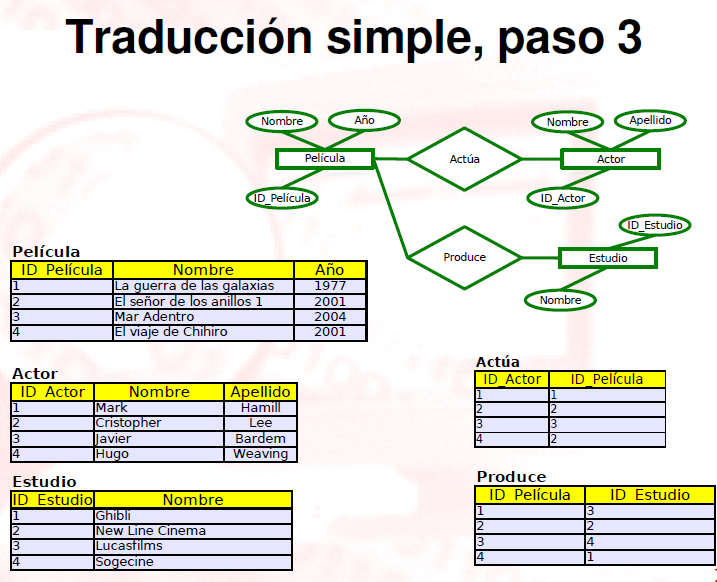 Traducción simple, paso 3
Nombre Año Nombre Apellido
Película Actúa Actor
ID_Película ID_Actor
ID_Estudio
Produce Estudio
Nombre
Película
ID_Película Nombre Año
1 La guerra de las galaxias 1977
2 El señor de los anillos 1 2001
3 Mar Adentro 2004
4 El viaje de Chihiro 2001
Actor
ID_Actor Nombre Apellido
1 Mark Hamill
2 Cristopher Lee
3 Javier Bardem
4 Hugo Weaving
Actúa
ID_Actor ID_Película
1 1
2 2
3 3
4 2
Estudio
ID_Estudio Nombre
1 Ghibli
2 New Line Cinema
3 Lucasfilms
4 Sogecine
Produce
ID_Película ID_Estudio
1 3
2 2
3 4
4 1